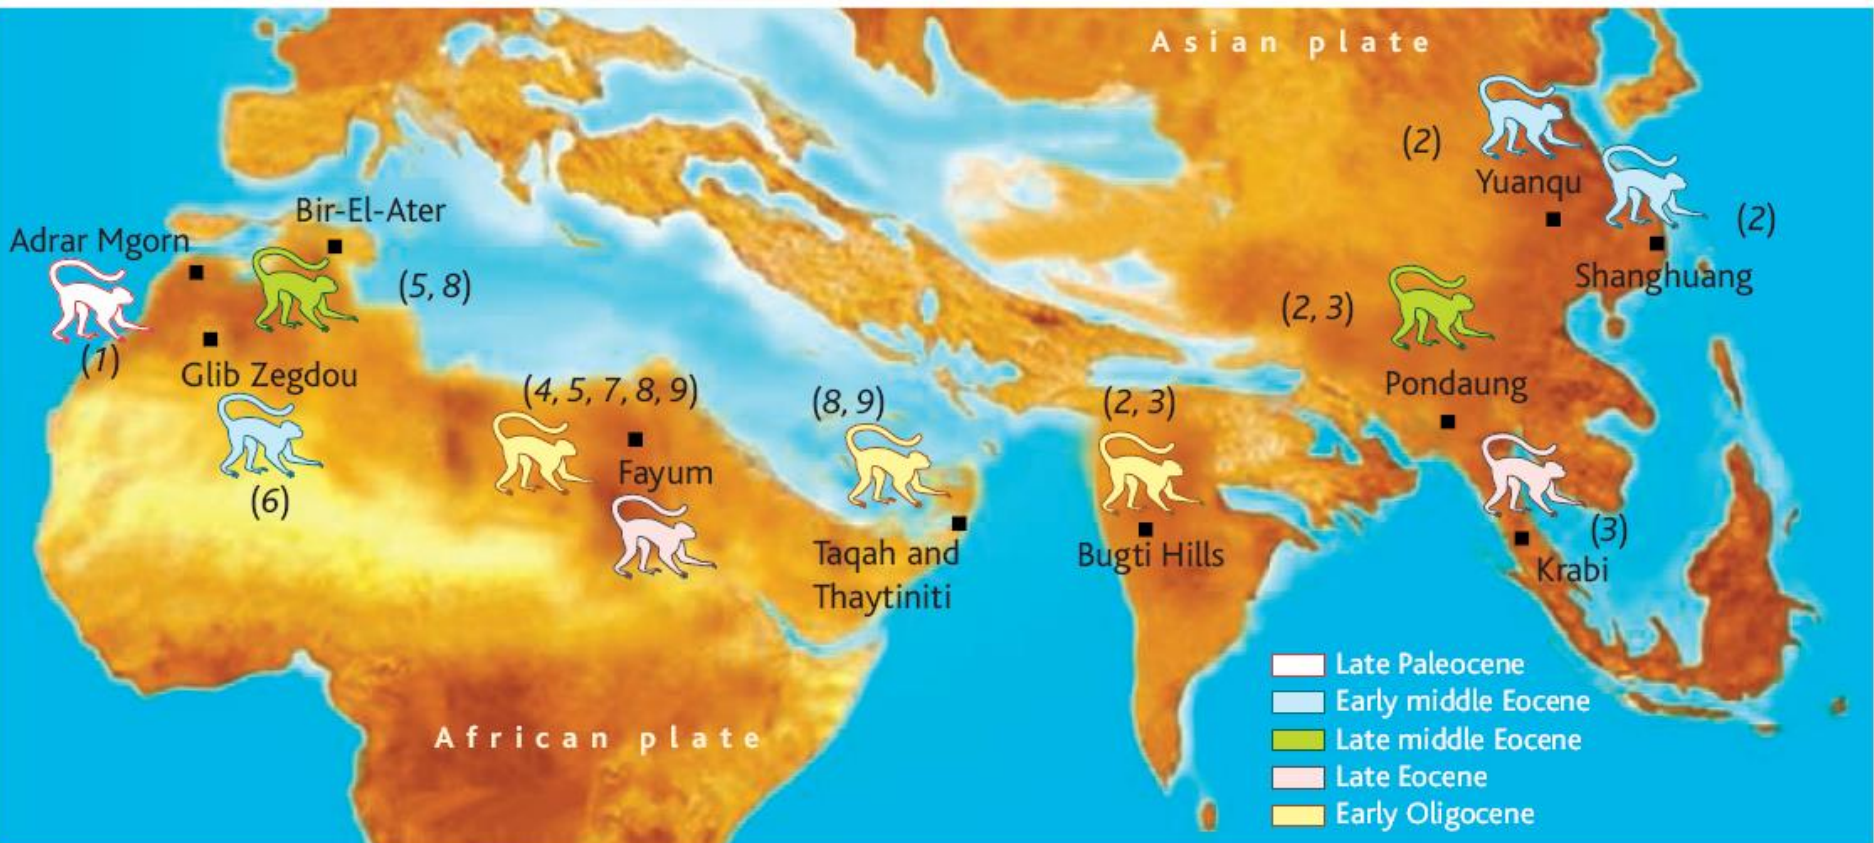 Asian plate
(2)
Yuanqu
(2)
Shanghuang
Bir-El-Ater
Adrar Mgorn
(5, 8)
(1)
Glib Zegdou
(6)
(2, 3)
Pondaung
(4, 5, 7, 8, 9)
Fayum
(8, 9)
Taqah and
Thaytiniti
(2, 3)
Bugti Hills
(3)
Krabi
African plate
Late Paleocene
Early middle Eocene
Late middle Eocene
Late Eocene
Early Oligocene